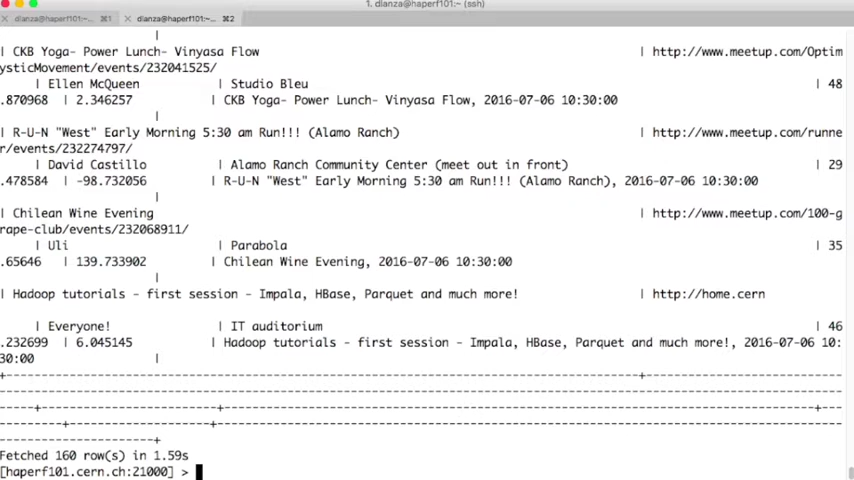 1. dlanza@haperf101:~ (ssh)
dlanza@haperf101:~... ⌘1 dlanza@haperf101:~... ⌘2
|
| CKB Yoga- Power Lunch- Vinyasa Flow | http://www.meetup.com/Optim
ysticMovement/events/232041525/
| Ellen McQueen | Studio Bleu | 48
.870968 | 2.346257 | CKB Yoga- Power Lunch- Vinyasa Flow, 2016-07-06 10:30:00
|
| R-U-N "West" Early Morning 5:30 am Run!!! (Alamo Ranch) | http://www.meetup.com/runne
r/events/232274797/
| David Castillo | Alamo Ranch Community Center (meet out in front) | 29
.478584 | -98.732056 | R-U-N "West" Early Morning 5:30 am Run!!! (Alamo Ranch), 2016-07-06 10:30:00
|
| Chilean Wine Evening | http://www.meetup.com/100-g
rape-club/events/232068911/
| Uli | Parabola | 35
.65646 | 139.733902 | Chilean Wine Evening, 2016-07-06 10:30:00
|
| Hadoop tutorials - first session - Impala, HBase, Parquet and much more! | http://home.cern
| Everyone! | IT auditorium | 46
.232699 | 6.045145 | Hadoop tutorials - first session - Impala, HBase, Parquet and much more!, 2016-07-06 10:
30:00 |
Fetched 160 row(s) in 1.59s
[haperf101.cern.ch:21000] >